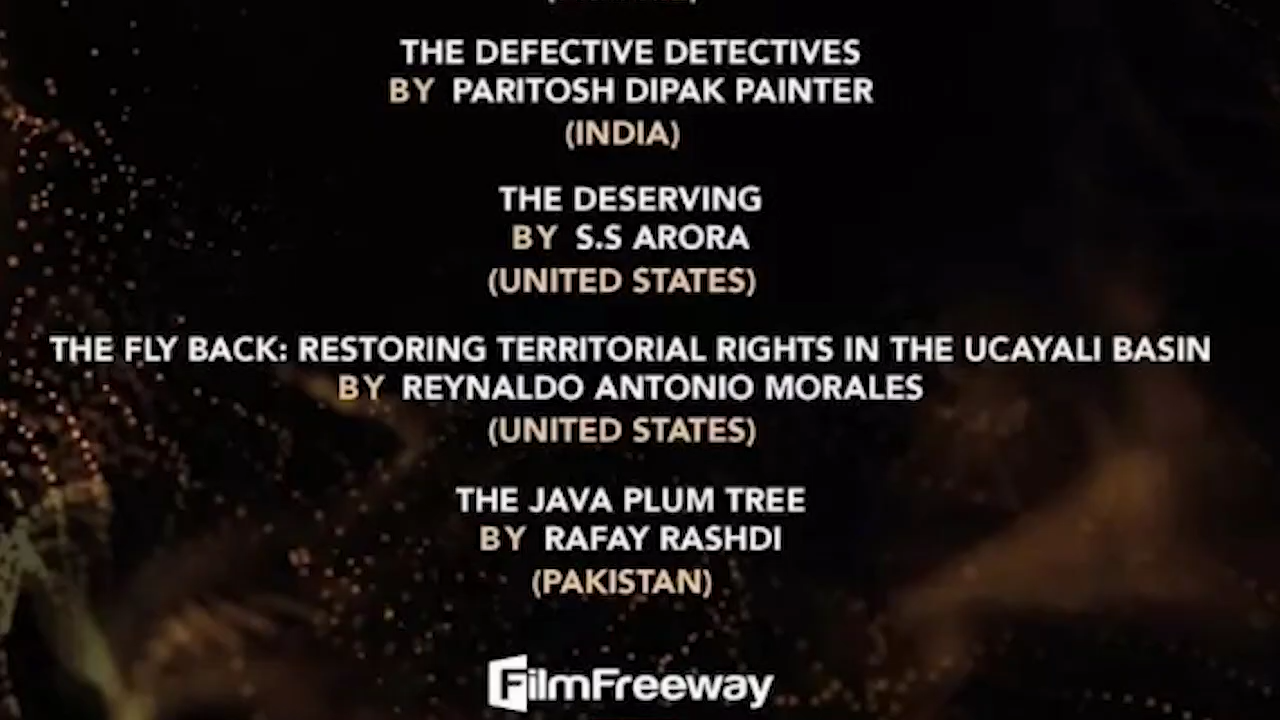 THE DEFECTIVE DETECTIVES
BY PARITOSH DIPAK PAINTER
(INDIA)
THE DESERVING
BY S.S ARORA
(UNITED STATES)
THE FLY BACK: RESTORING TERRITORIAL RIGHTS IN THE UCAYALI BASIN
BY REYNALDO ANTONIO MORALES
(UNITED STATES)
THE JAVA PLUM TREE
BY RAFAY RASHDI
(PAKISTAN)
FilmFreeway